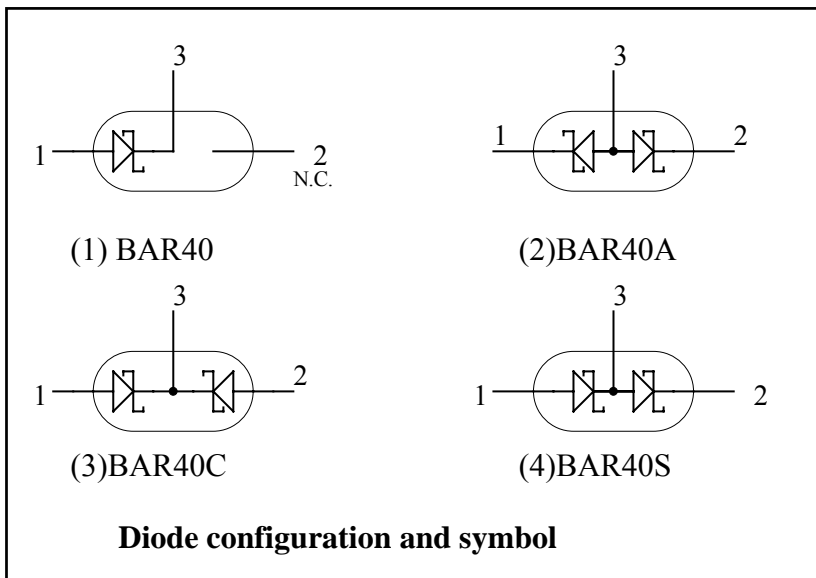 3
1
2
N.C.
(1) BAR40
3
1
2
(2)BAR40A
3
1
2
(3)BAR40C
3
1
2
(4)BAR40S
Diode configuration and symbol